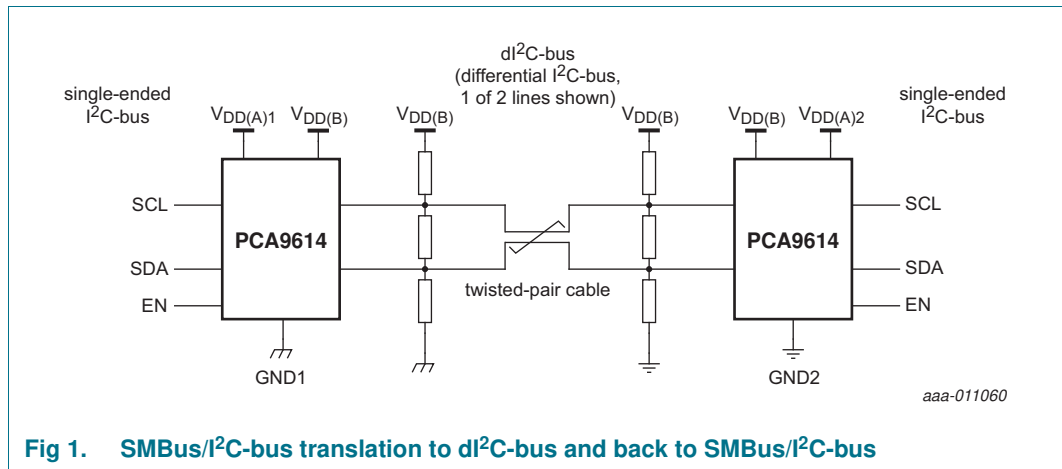 dI²C-bus
(differential I²C-bus,
1 of 2 lines shown)
single-ended
I²C-bus
single-ended
I²C-bus
VDD(A)1
VDD(B)
VDD(B)
VDD(B)
VDD(B)
VDD(A)2
SCL
SCL
PCA9614
PCA9614
SDA
SDA
twisted-pair cable
EN
EN
GND1
GND2
aaa-011060
Fig 1. SMBus/I²C-bus translation to dI²C-bus and back to SMBus/I²C-bus